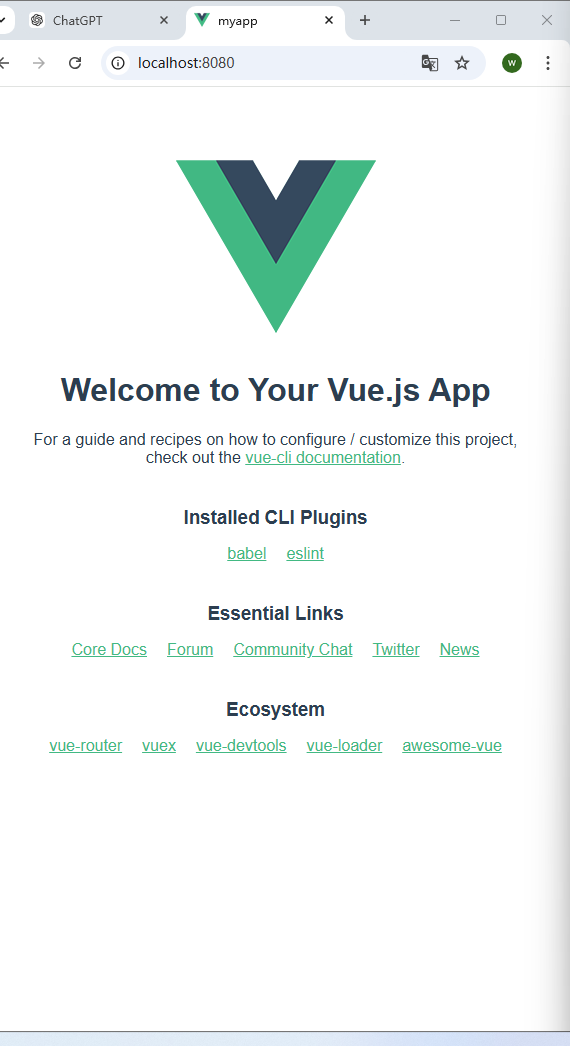 ChatGPT myapp
localhost:8080 W
Welcome to Your Vue.js App
For a guide and recipes on how to configure / customize this project,
check out the vue-cli documentation.
Installed CLI Plugins
babel eslint
Essential Links
Core Docs Forum Community Chat Twitter News
Ecosystem
vue-router vuex vue-devtools vue-loader awesome-vue